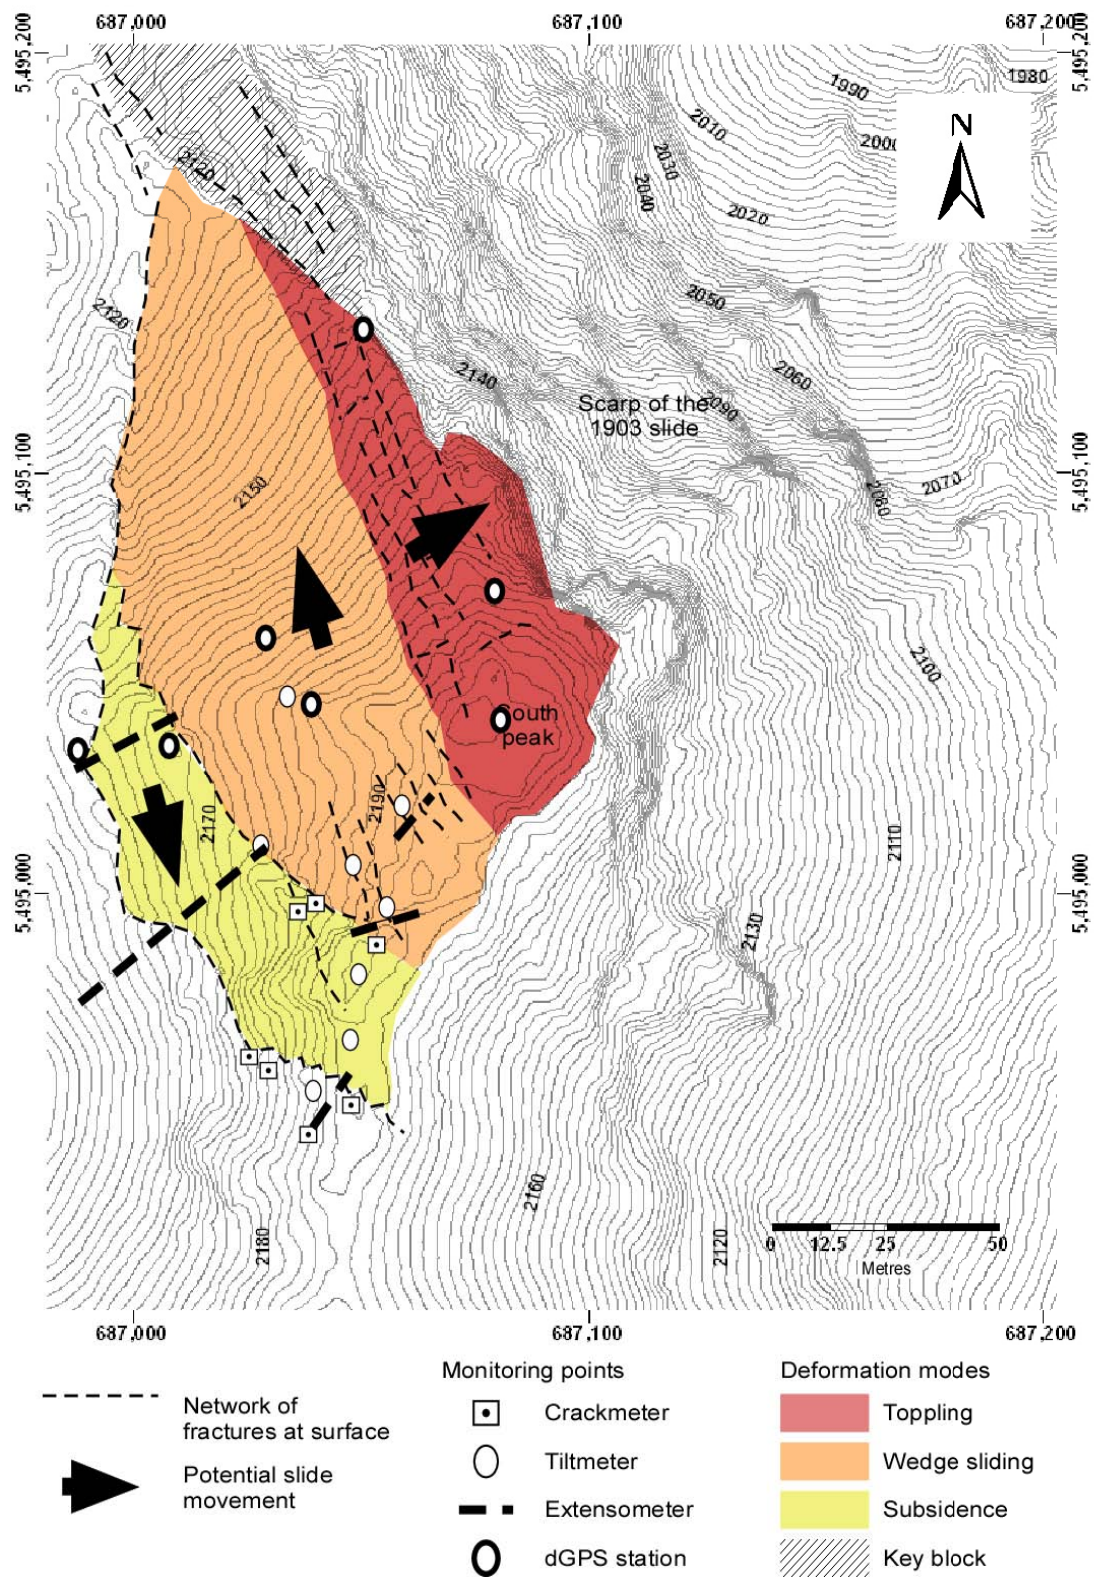 687,000
687,100
687,200
5,495,200
5,495,200
1980
1990
2010
2000
N
2030
2120
2040
2020
2050
2120
2140
2060
2090
Scarp of the
1903 slide
5,495,100
5,495,100
2150
2070
2080
2100
South
peak
2190
2170
2110
5,495,000
5,495,000
2130
2160
2180
2120
0
12.5
25
50
Metres
687,000
687,100
687,200
Network of
fractures at surface
Potential slide
movement
Monitoring points
Crackmeter
Tiltmeter
Extensometer
dGPS station
Deformation modes
Toppling
Wedge sliding
Subsidence
Key block